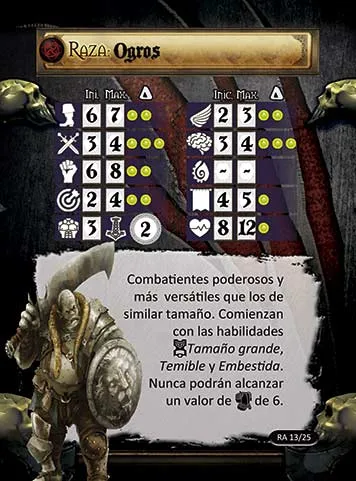 RAZA: Ogros
INI. MAX. Δ INIC. MAX. Δ
6 7 2 3
3 4 3 4
6 8 - -
2 4 4 5
3 2 8 12
Combatientes poderosos y
más versátiles que los de
similar tamaño. Comienzan
con las habilidades
Tamaño grande,
Temible y Embestida.
Nunca podrán alcanzar
un valor de de 6.
RA 13/25